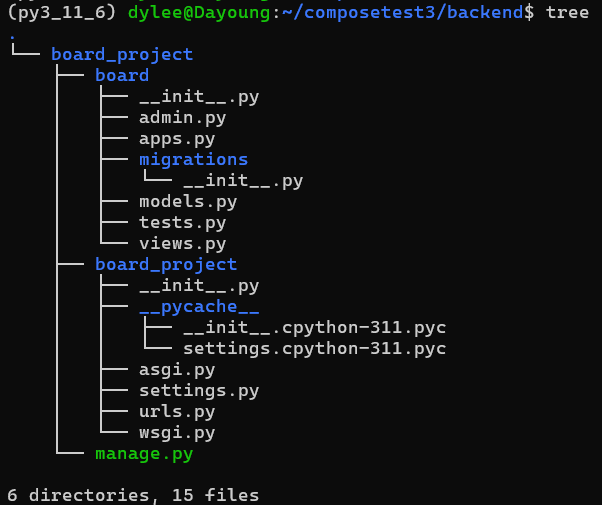 (py3_11_6) dylee@Dayoung:~/composetest3/backend$ tree
.
└── board_project
    ├── board
    │   ├── __init__.py
    │   ├── admin.py
    │   ├── apps.py
    │   ├── migrations
    │   │   └── __init__.py
    │   ├── models.py
    │   ├── tests.py
    │   └── views.py
    ├── board_project
    │   ├── __init__.py
    │   ├── __pycache__
    │   │   ├── __init__.cpython-311.pyc
    │   │   └── settings.cpython-311.pyc
    │   ├── asgi.py
    │   ├── settings.py
    │   ├── urls.py
    │   └── wsgi.py
    └── manage.py

6 directories, 15 files